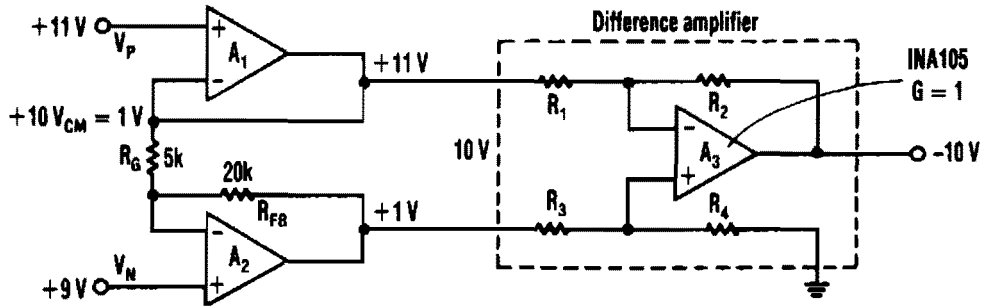 Difference amplifier
+11 V
V_P
+
A_1
-
+11 V
R_1
R_2
INA105
G = 1
+10 V_CM = 1 V
R_G
5k
10 V
-
A_3
+
-10 V
20k
R_FB
+1 V
R_3
R_4
-
A_2
+
V_N
+9 V